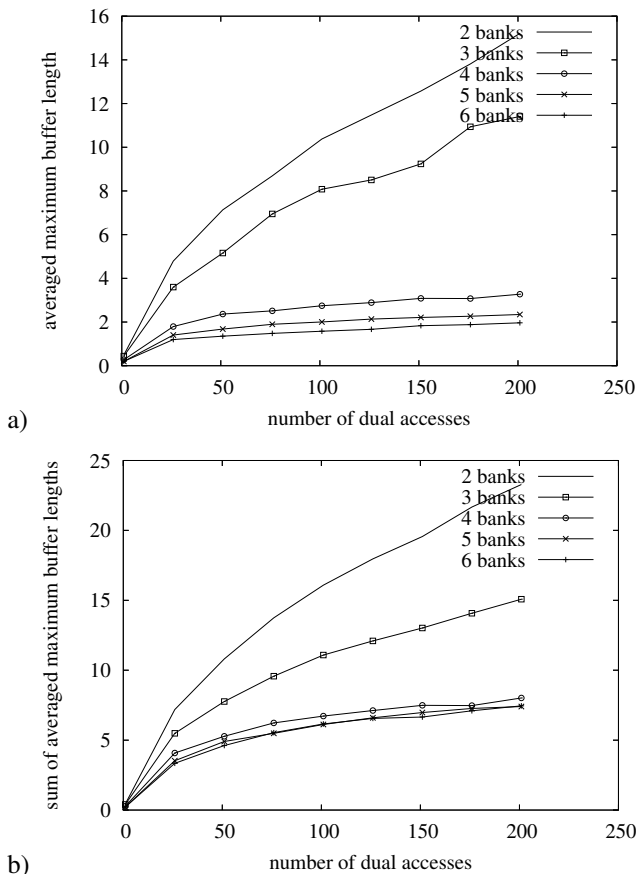 16
14
12
10
8
6
4
2
0
averaged maximum buffer length
2 banks
3 banks
4 banks
5 banks
6 banks
0 50 100 150 200 250
number of dual accesses
a)
25
20
15
10
5
0
sum of averaged maximum buffer lengths
2 banks
3 banks
4 banks
5 banks
6 banks
0 50 100 150 200 250
number of dual accesses
b)